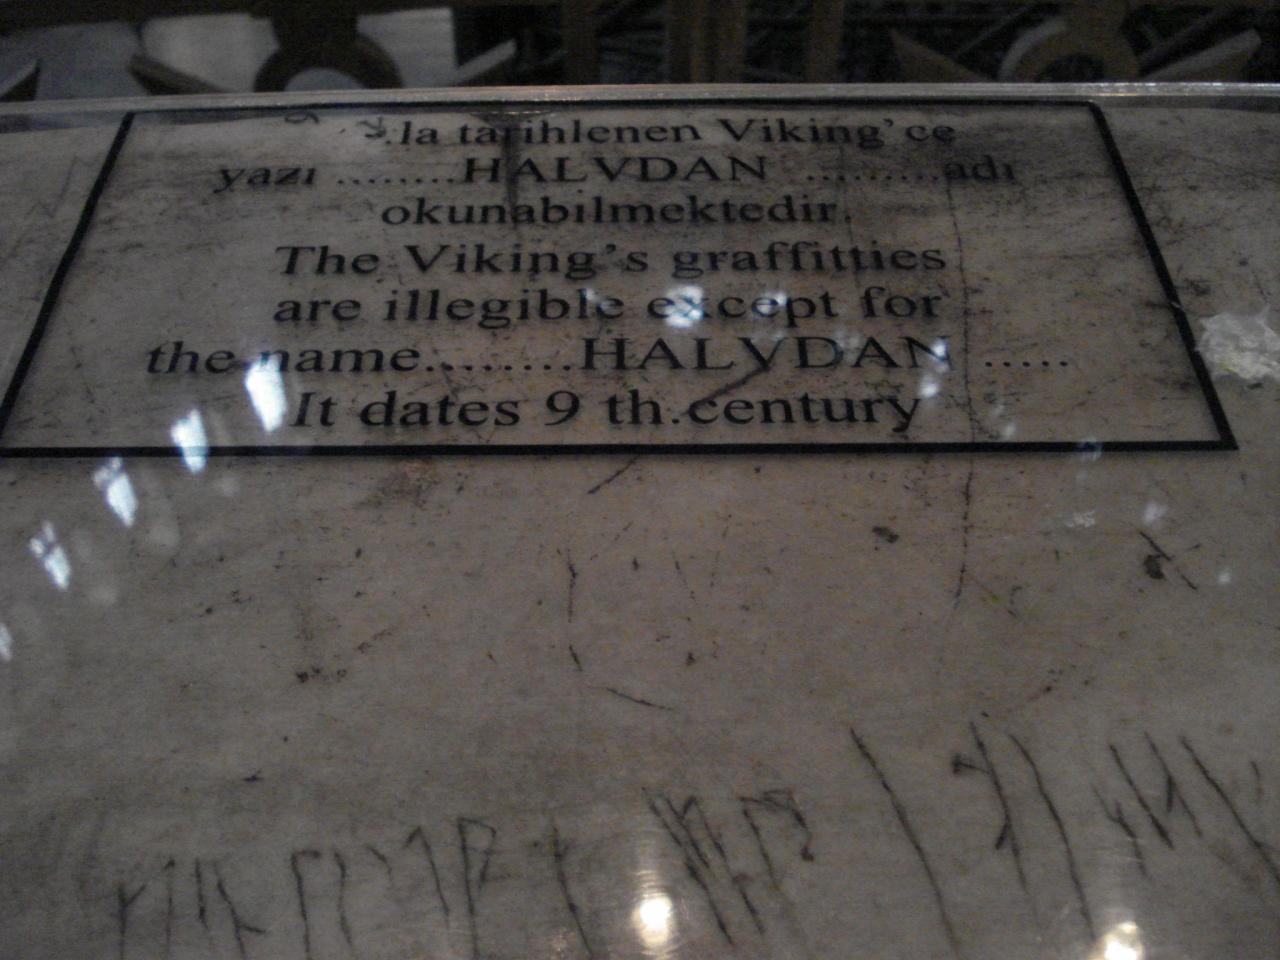 .la tarihlenen Viking'ce
yazı ........HALVDAN .........adı
okunabilmektedir.
The Viking's graffitties
are illegible except for
the name........HALVDAN .....
It dates 9 th.century